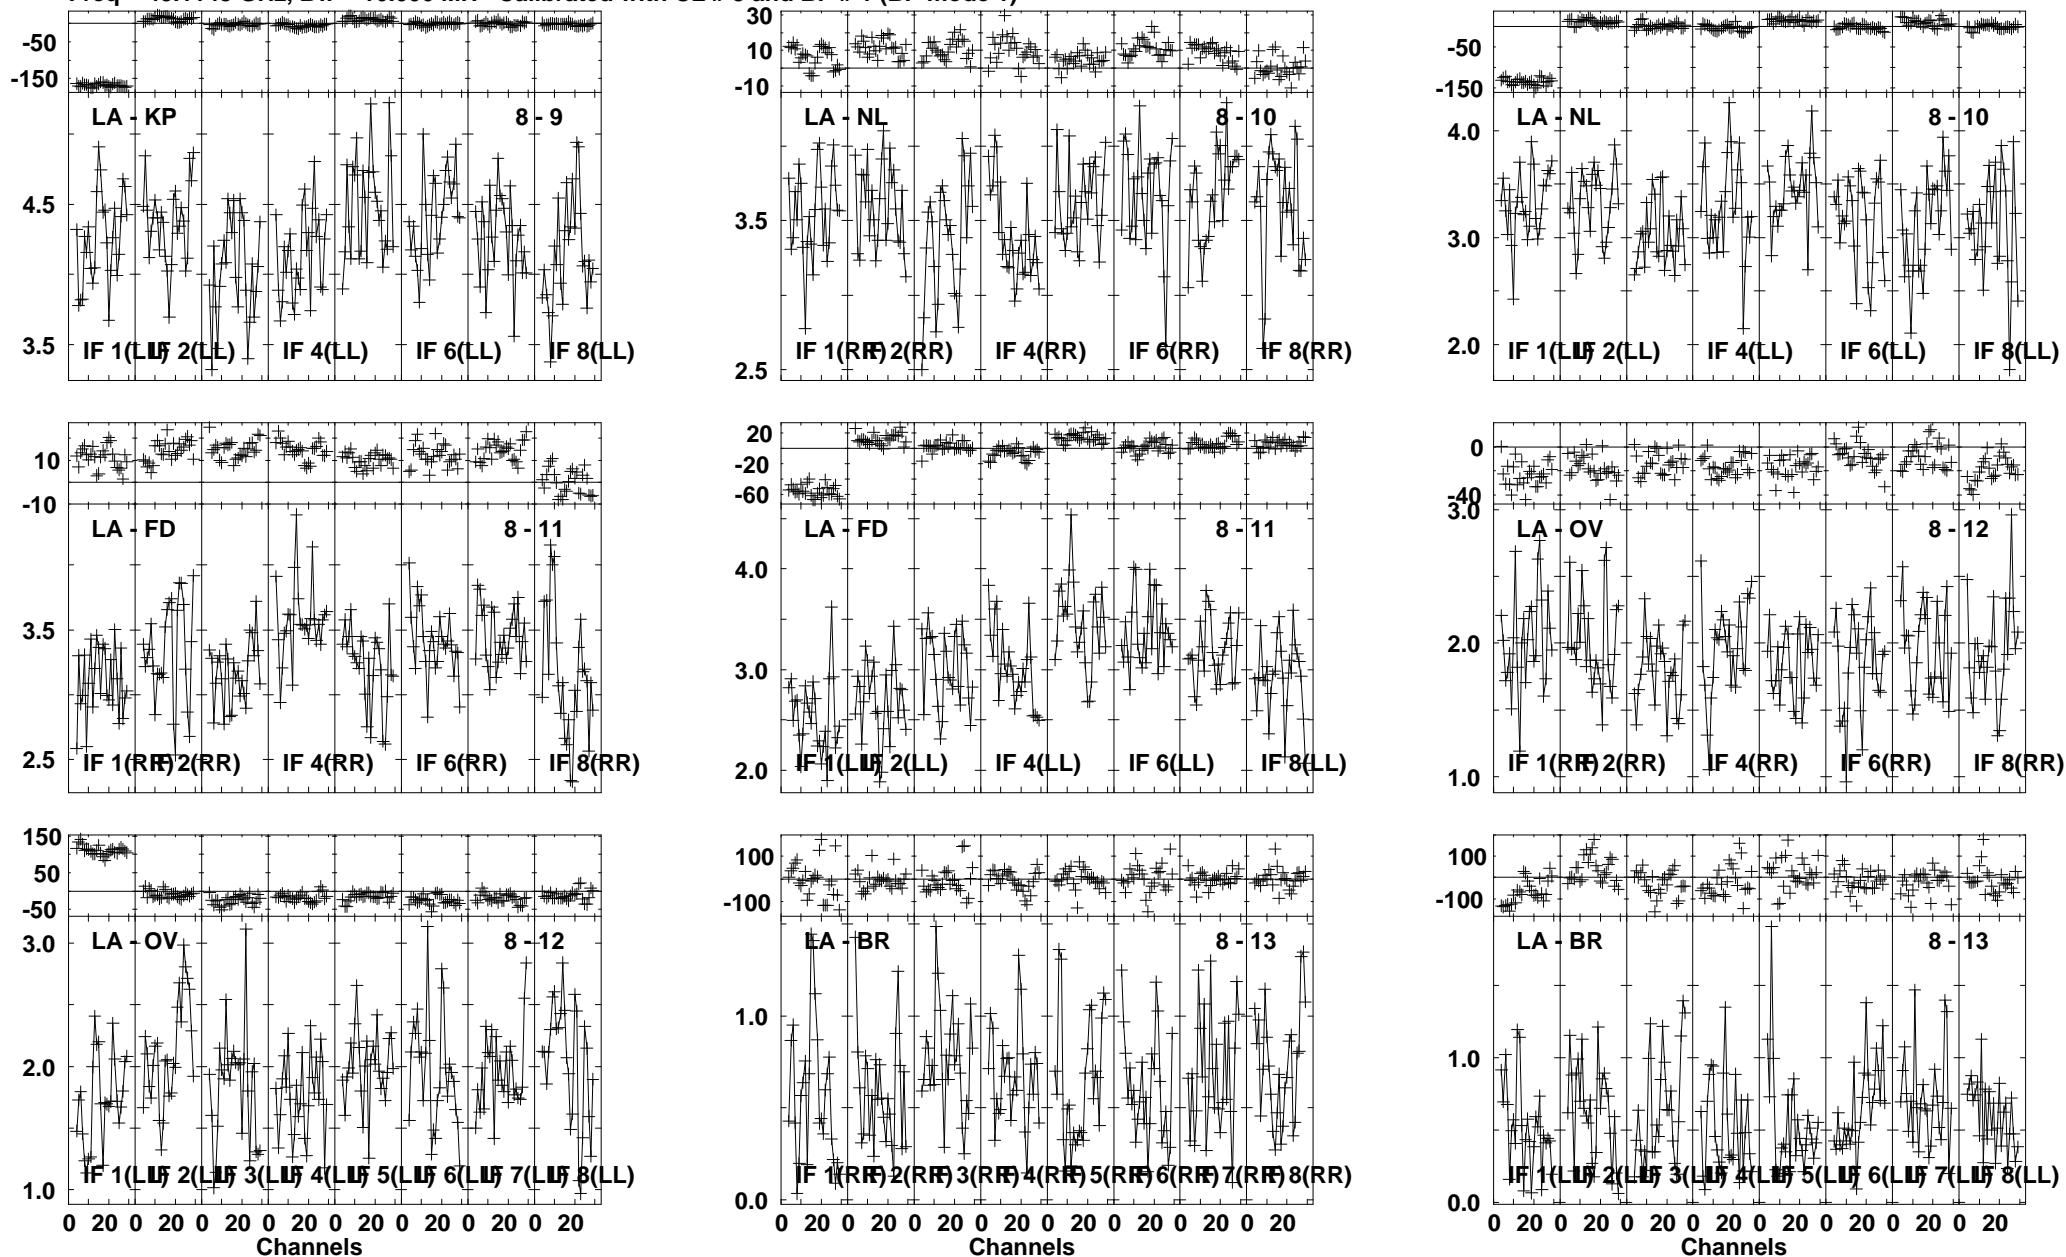 -50
-150
LA - KP 8 - 9
4.5
3.5
IF 1(LL) IF 2(LL) IF 4(LL) IF 6(LL) IF 8(LL)
30
10
-10
LA - NL 8 - 10
3.5
2.5
IF 1(RR) IF 2(RR) IF 4(RR) IF 6(RR) IF 8(RR)
-50
-150
LA - NL 8 - 10
4.0
3.0
2.0
IF 1(LL) IF 2(LL) IF 4(LL) IF 6(LL) IF 8(LL)
10
-10
LA - FD 8 - 11
3.5
2.5
IF 1(RR) IF 2(RR) IF 4(RR) IF 6(RR) IF 8(RR)
20
-20
-60
LA - FD 8 - 11
4.0
3.0
2.0
IF 1(LL) IF 2(LL) IF 4(LL) IF 6(LL) IF 8(LL)
0
-40
3.0
LA - OV 8 - 12
2.0
1.0
IF 1(RR) IF 2(RR) IF 4(RR) IF 6(RR) IF 8(RR)
150
50
-50
LA - OV 8 - 12
3.0
2.0
1.0
IF 1(LL) IF 2(LL) IF 3(LL) IF 4(LL) IF 5(LL) IF 6(LL) IF 7(LL) IF 8(LL)
0 20 0 20 0 20 0 20 0 20 0 20 0 20 0 20
Channels
100
-100
LA - BR 8 - 13
1.0
0.0
IF 1(RR) IF 2(RR) IF 3(RR) IF 4(RR) IF 5(RR) IF 6(RR) IF 7(RR) IF 8(RR)
0 20 0 20 0 20 0 20 0 20 0 20 0 20 0 20
Channels
100
-100
LA - BR 8 - 13
1.0
0.0
IF 1(LL) IF 2(LL) IF 3(LL) IF 4(LL) IF 5(LL) IF 6(LL) IF 7(LL) IF 8(LL)
0 20 0 20 0 20 0 20 0 20 0 20 0 20 0 20
Channels